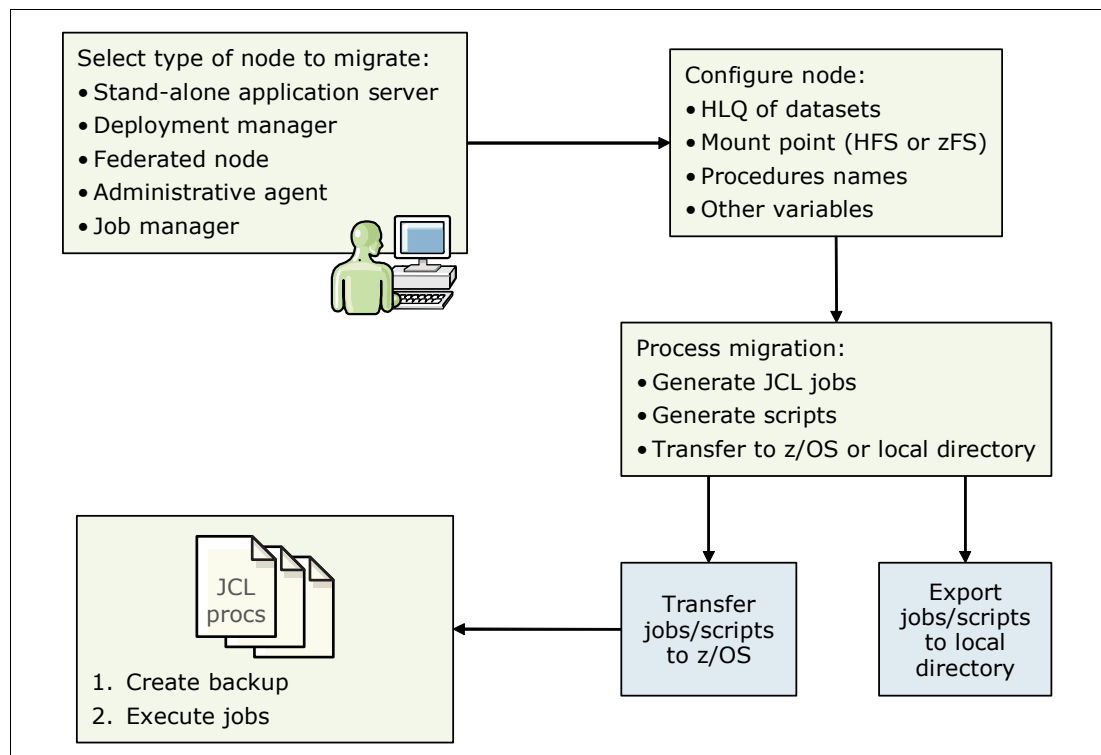 Select type of node to migrate:
• Stand-alone application server
• Deployment manager
• Federated node
• Administrative agent
• Job manager
Configure node:
• HLQ of datasets
• Mount point (HFS or zFS)
• Procedures names
• Other variables
Process migration:
• Generate JCL jobs
• Generate scripts
• Transfer to z/OS or local directory
JCL
procs
1. Create backup
2. Execute jobs
Transfer
jobs/scripts
to z/OS
Export
jobs/scripts
to local
directory